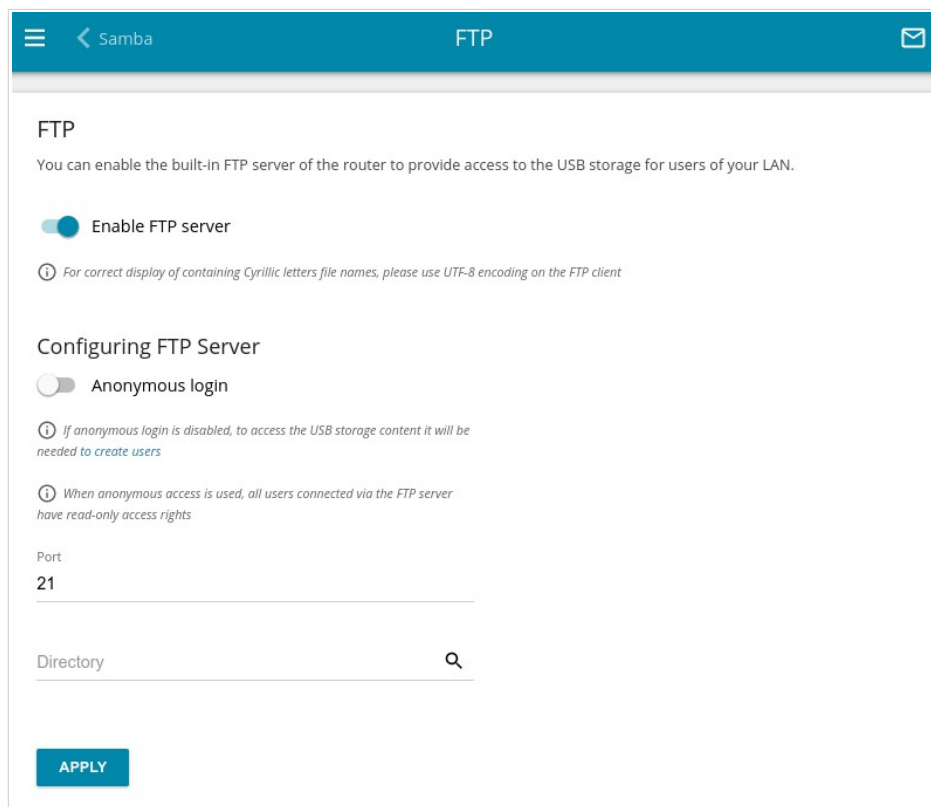 Samba
FTP
FTP
You can enable the built-in FTP server of the router to provide access to the USB storage for users of your LAN.
Enable FTP server
For correct display of containing Cyrillic letters file names, please use UTF-8 encoding on the FTP client
Configuring FTP Server
Anonymous login
If anonymous login is disabled, to access the USB storage content it will be
needed to create users
When anonymous access is used, all users connected via the FTP server
have read-only access rights
Port
21
Directory
APPLY